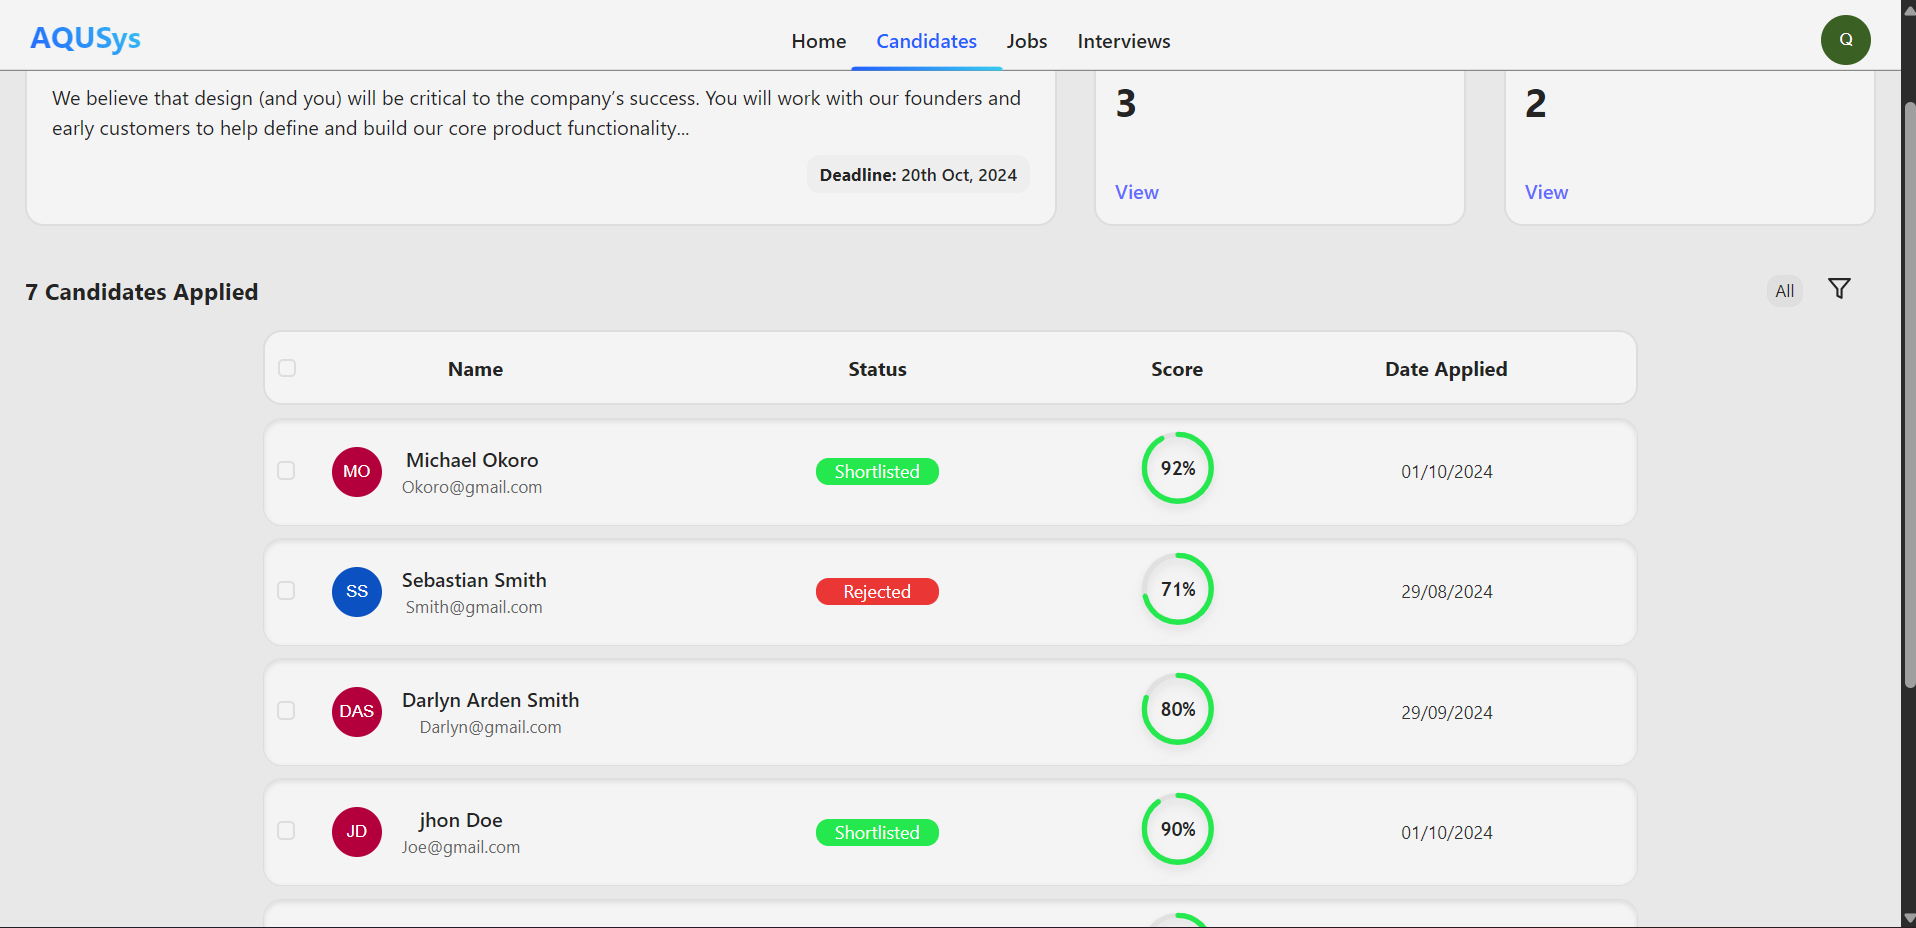 AQUSys
Home Candidates Jobs Interviews
Q
We believe that design (and you) will be critical to the company’s success. You will work with our founders and
early customers to help define and build our core product functionality...
Deadline: 20th Oct, 2024
3
View
2
View
7 Candidates Applied
All
Name Status Score Date Applied
MO Michael Okoro Shortlisted 92% 01/10/2024
Okoro@gmail.com
SS Sebastian Smith Rejected 71% 29/08/2024
Smith@gmail.com
DAS Darlyn Arden Smith 80% 29/09/2024
Darlyn@gmail.com
JD jhon Doe Shortlisted 90% 01/10/2024
Joe@gmail.com